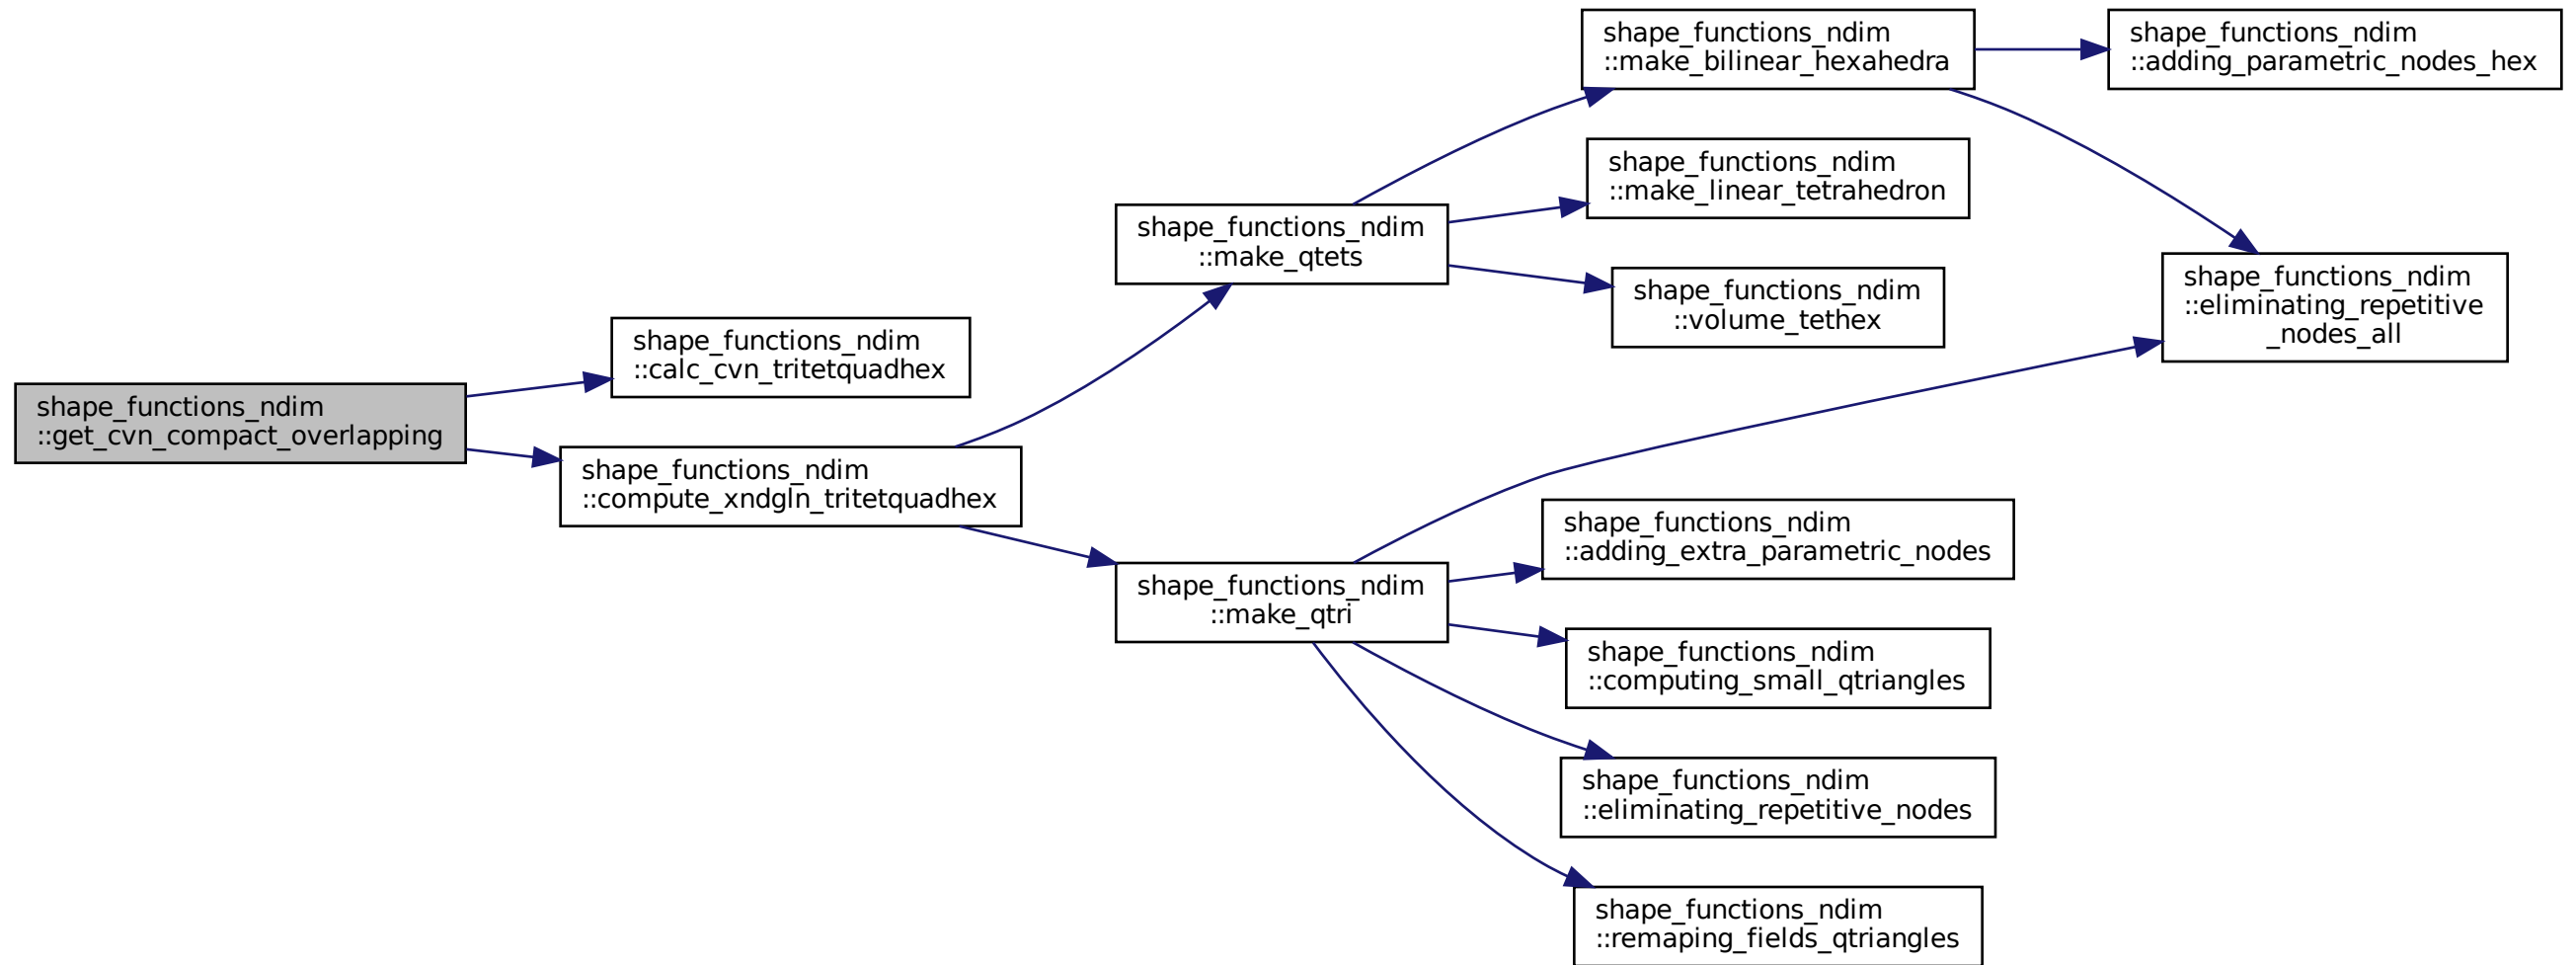 shape_functions_ndim
::get_cvn_compact_overlapping
shape_functions_ndim
::calc_cvn_tritetquadhex
shape_functions_ndim
::compute_xndgln_tritetquadhex
shape_functions_ndim
::make_qtets
shape_functions_ndim
::make_qtri
shape_functions_ndim
::make_bilinear_hexahedra
shape_functions_ndim
::make_linear_tetrahedron
shape_functions_ndim
::volume_tethex
shape_functions_ndim
::adding_extra_parametric_nodes
shape_functions_ndim
::computing_small_qtriangles
shape_functions_ndim
::eliminating_repetitive_nodes
shape_functions_ndim
::remaping_fields_qtriangles
shape_functions_ndim
::adding_parametric_nodes_hex
shape_functions_ndim
::eliminating_repetitive
_nodes_all